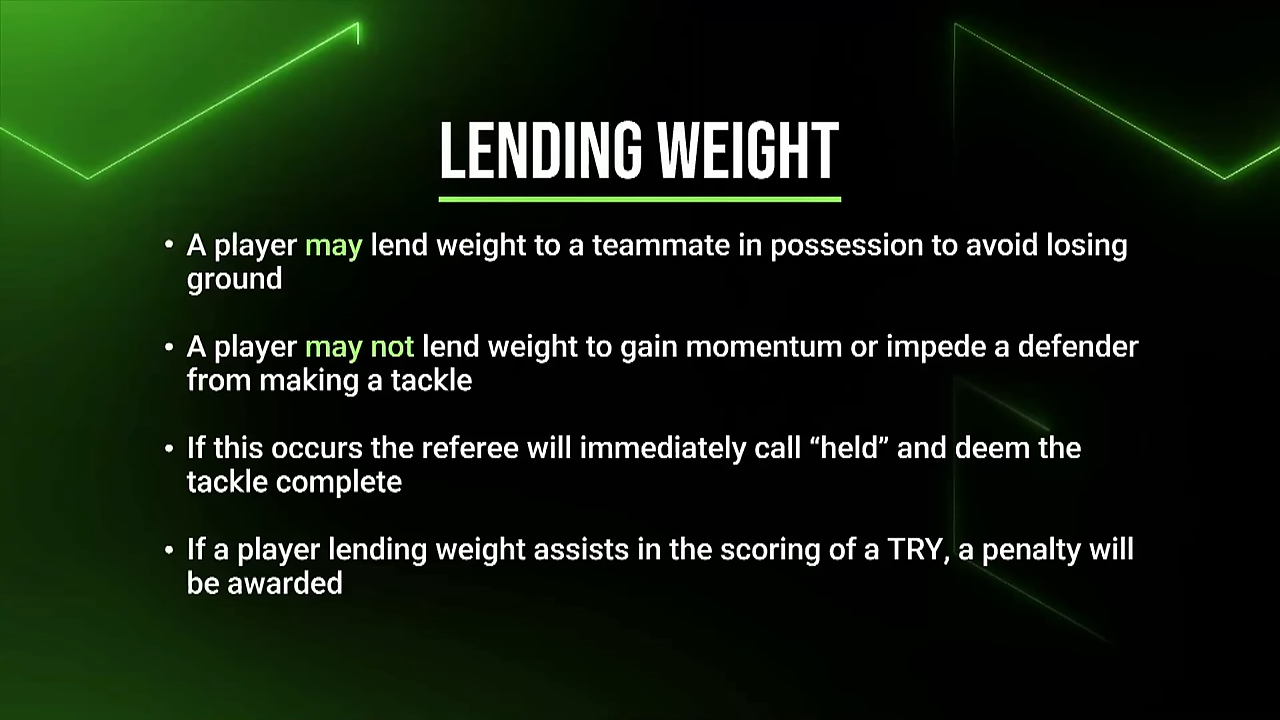 LENDING WEIGHT
• A player may lend weight to a teammate in possession to avoid losing
ground
• A player may not lend weight to gain momentum or impede a defender
from making a tackle
• If this occurs the referee will immediately call “held” and deem the
tackle complete
• If a player lending weight assists in the scoring of a TRY, a penalty will
be awarded